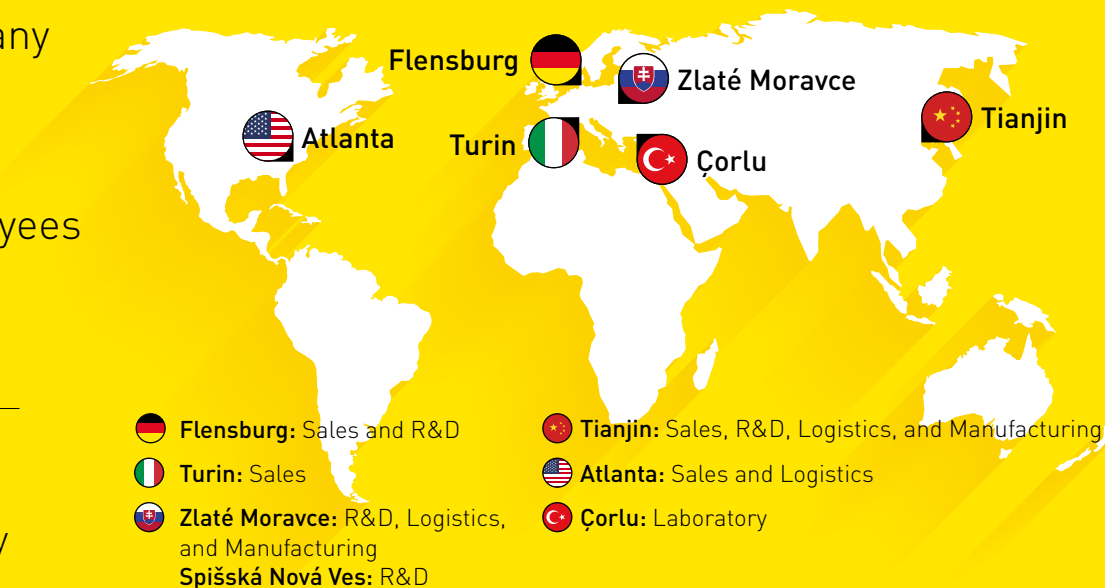 any
yees
y
Flensburg
Zlaté Moravce
Atlanta
Turin
Çorlu
Tianjin
Flensburg: Sales and R&D
Turin: Sales
Zlaté Moravce: R&D, Logistics,
and Manufacturing
Spišská Nová Ves: R&D
Tianjin: Sales, R&D, Logistics, and Manufacturing
Atlanta: Sales and Logistics
Çorlu: Laboratory